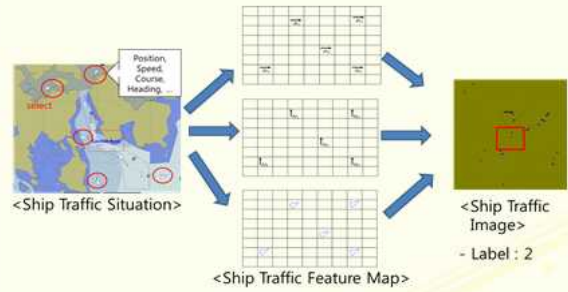 Position,
Speed,
Course,
Heading, ...
select
<Ship Traffic Situation>
<Ship Traffic Feature Map>
<Ship Traffic
Image>
- Label : 2